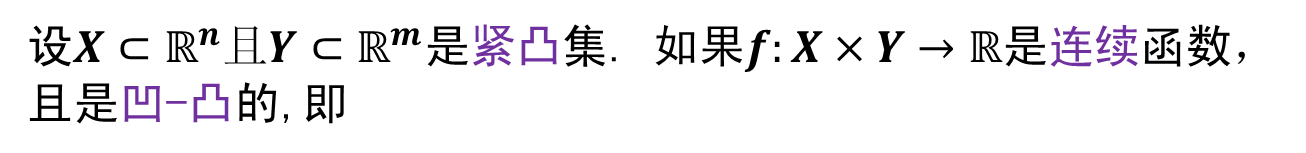 设X ⊂ ℝⁿ且Y ⊂ ℝᵐ是紧凸集. 如果f: X × Y → ℝ是连续函数，
且是凹-凸的, 即